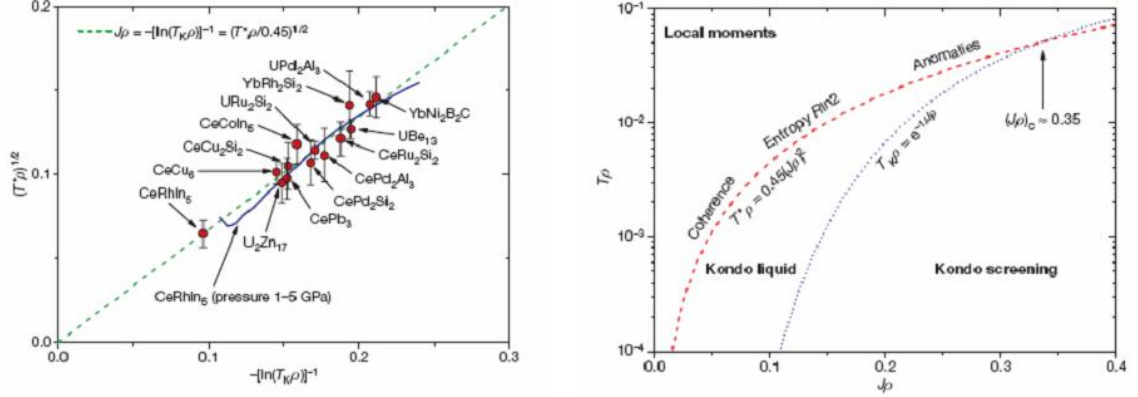 0.2
0.1
0.0
(T*ρ)^1/2
Jρ = –[ln(T_Kρ)]^-1 = (T*ρ/0.45)^1/2
UPd₂Al₃
YbRh₂Si₂
URu₂Si₂
CeCoIn₅
CeCu₂Si₂
CeCu₆
CeRhIn₅
YbNi₂B₂C
UBe₁₃
CeRu₂Si₂
CePd₂Al₃
CePd₂Si₂
CePb₃
U₂Zn₁₇
CeRhIn₅ (pressure 1–5 GPa)
0.0 0.1 0.2 0.3
–[ln(T_Kρ)]^-1
10^-1
10^-2
10^-3
10^-4
Tρ
Local moments
Anomalies
(Jρ)c ≈ 0.35
Entropy Rln2
T_Kρ = e^-1/Jρ
T*ρ = 0.45(Jρ)^2
Coherence
Kondo liquid
Kondo screening
0.0 0.1 0.2 0.3 0.4
Jρ